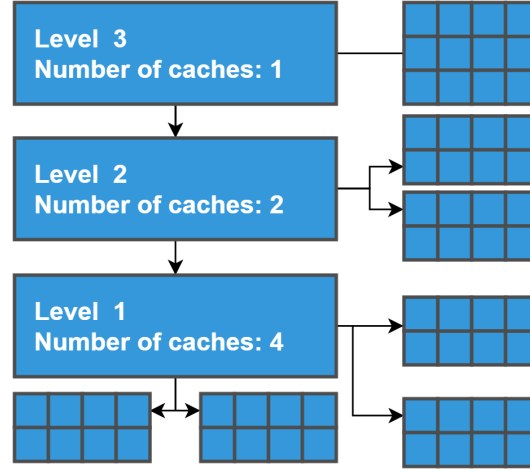 Level 3
Number of caches: 1
Level 2
Number of caches: 2
Level 1
Number of caches: 4